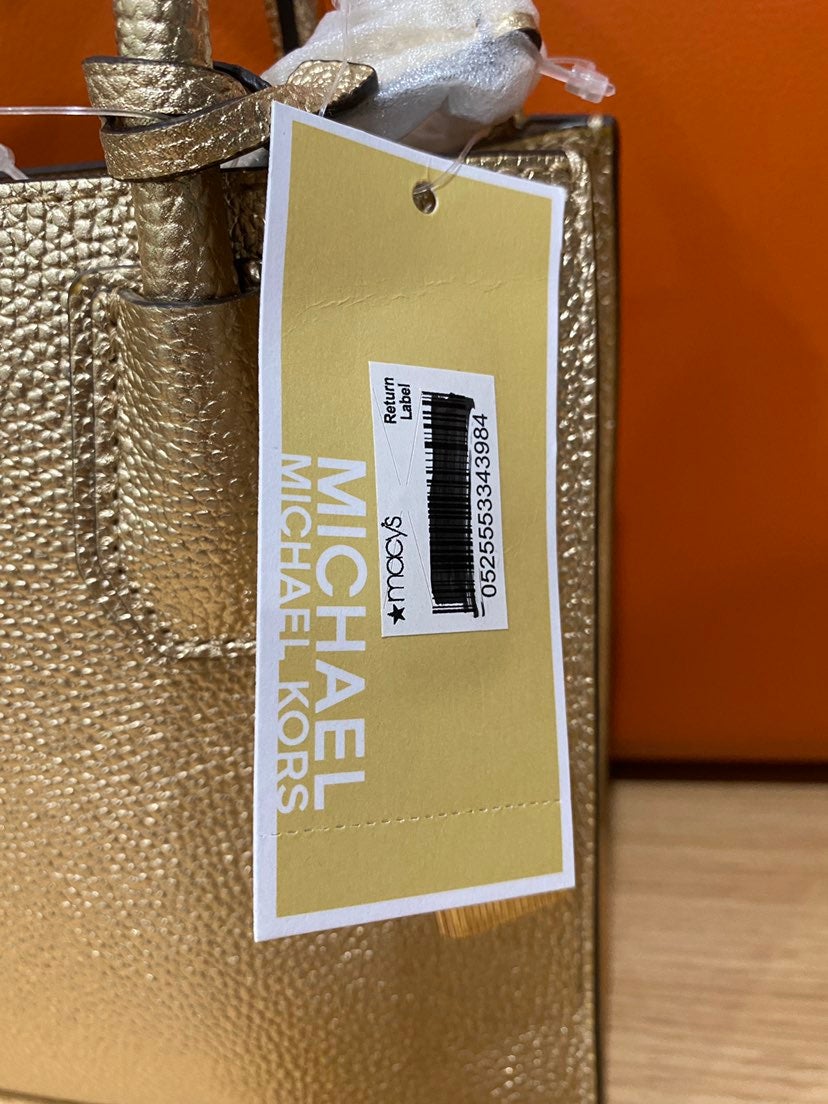 MICHAEL
MICHAEL KORS
★macy's
Return
Label
0525553343984